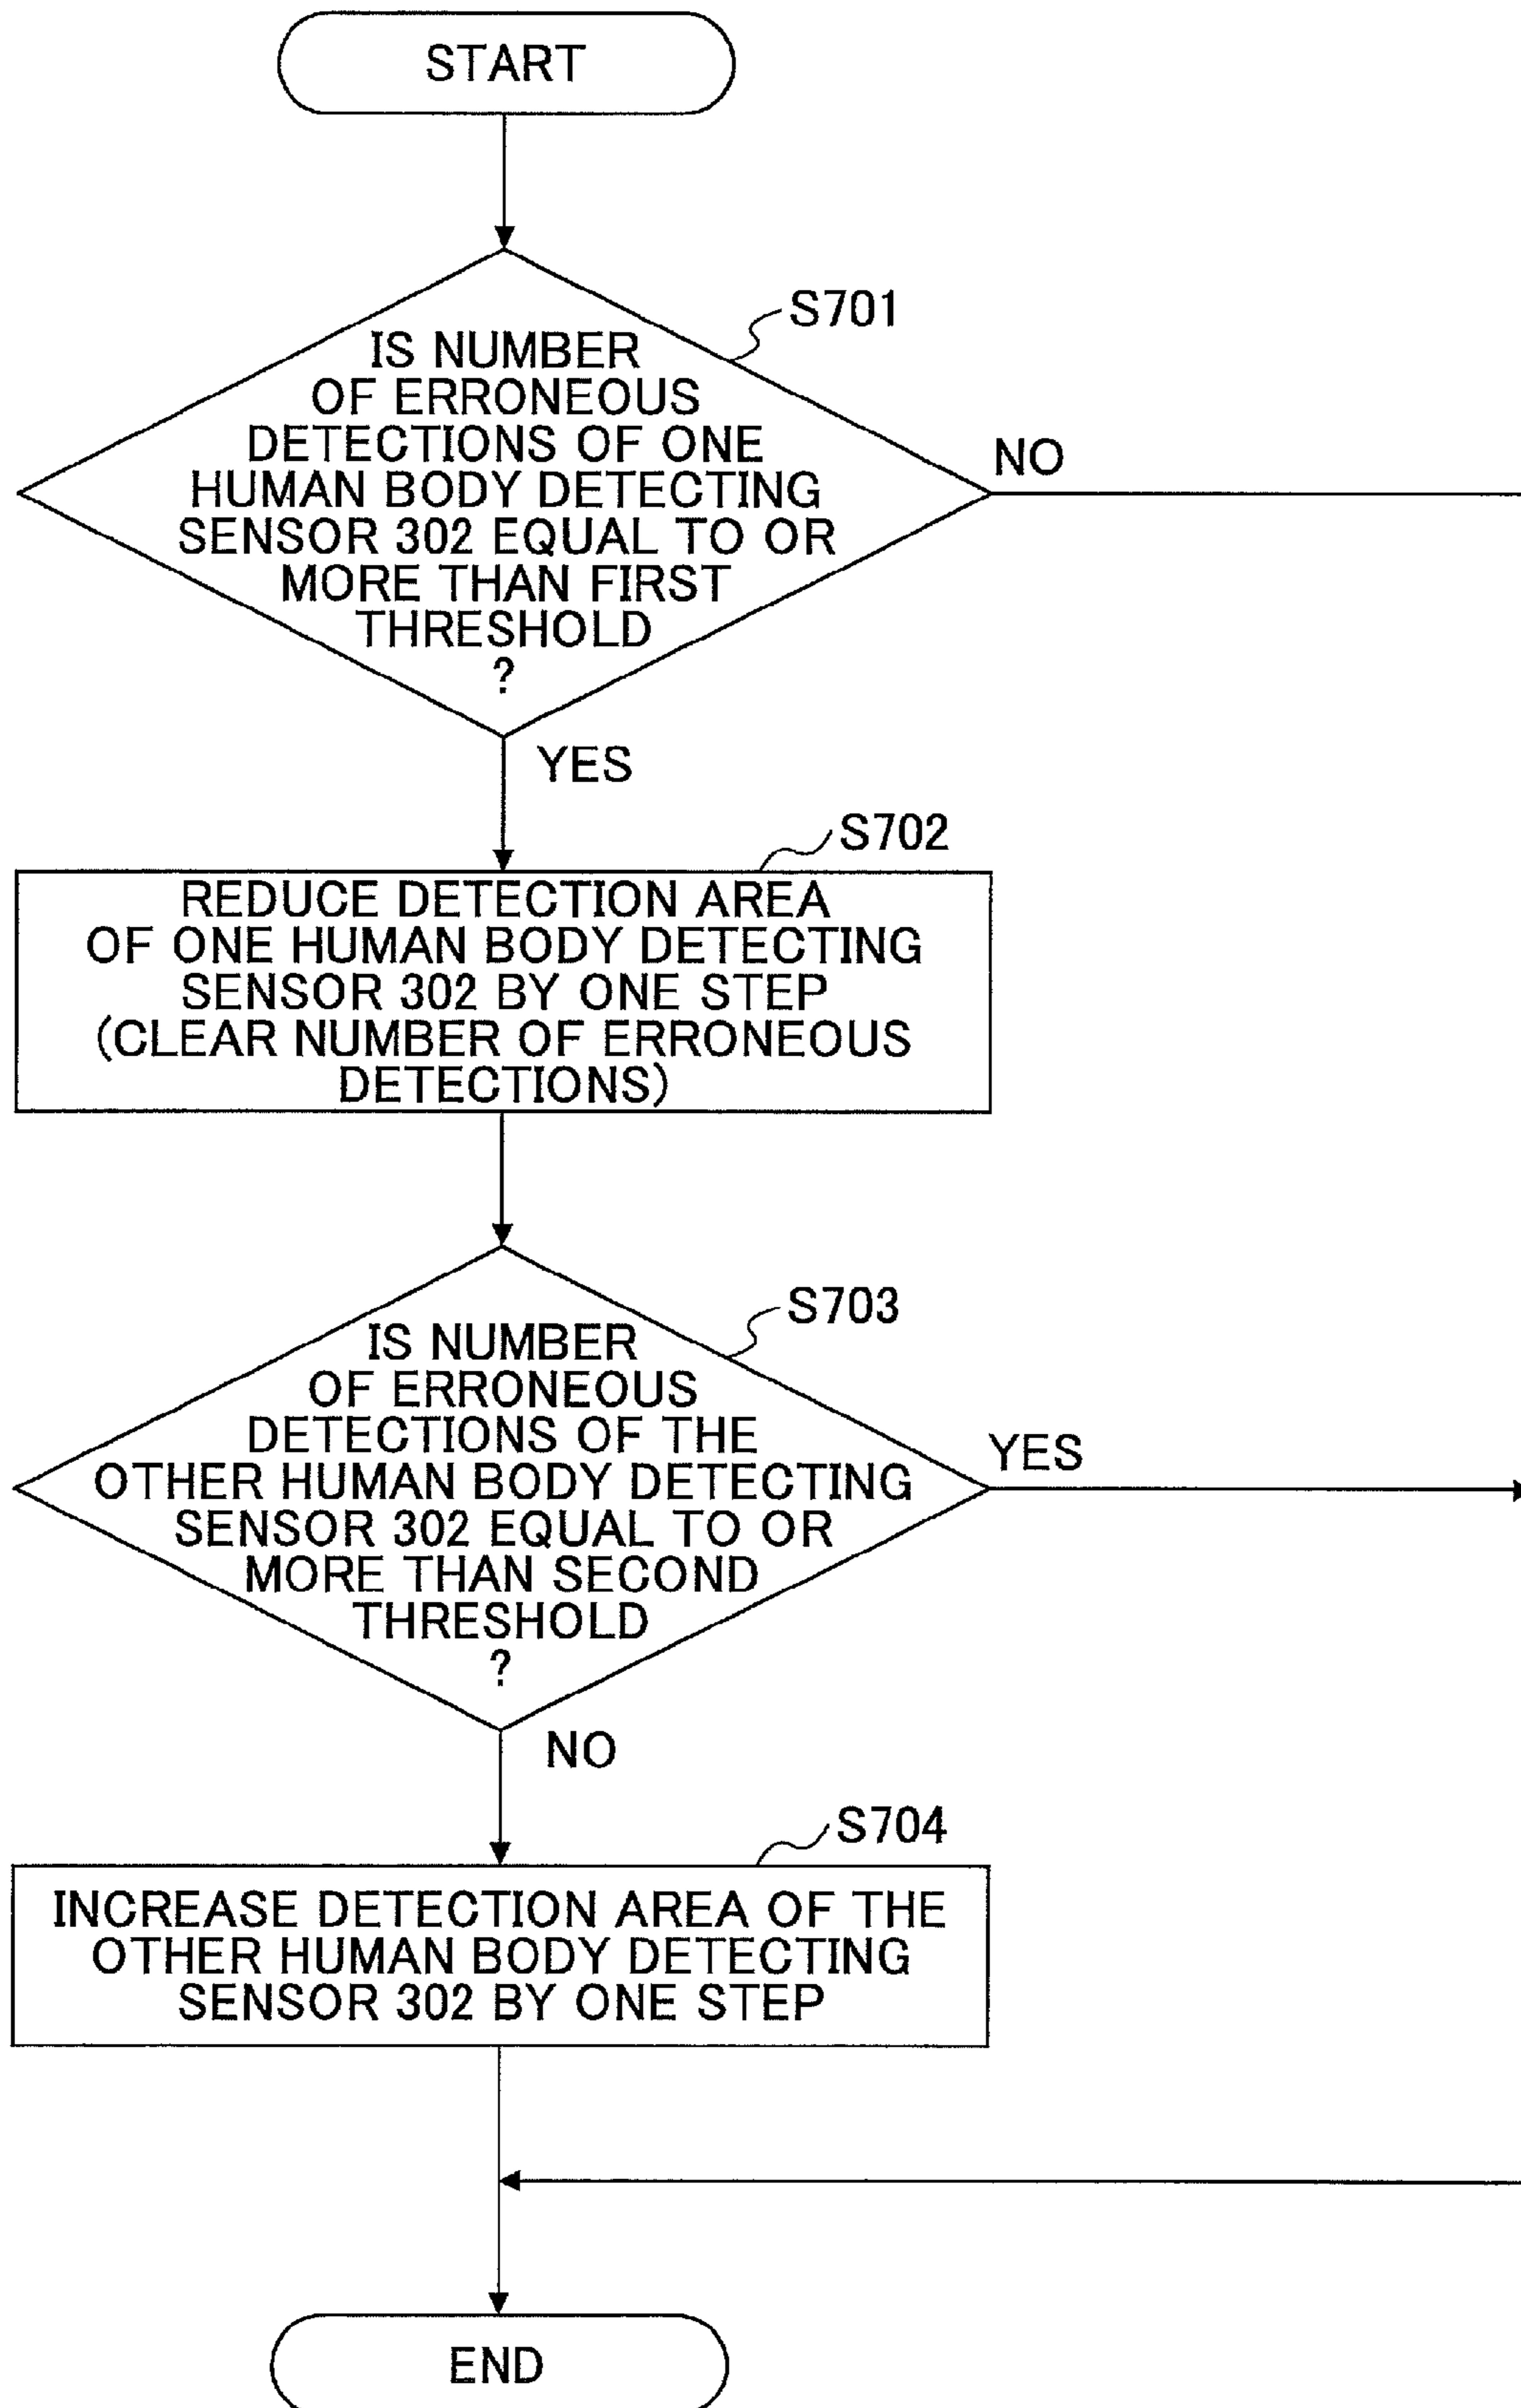 START
S701
IS NUMBER
OF ERRONEOUS
DETECTIONS OF ONE
HUMAN BODY DETECTING
SENSOR 302 EQUAL TO OR
MORE THAN FIRST
THRESHOLD
?
NO
YES
S702
REDUCE DETECTION AREA
OF ONE HUMAN BODY DETECTING
SENSOR 302 BY ONE STEP
(CLEAR NUMBER OF ERRONEOUS
DETECTIONS)
S703
IS NUMBER
OF ERRONEOUS
DETECTIONS OF THE
OTHER HUMAN BODY DETECTING
SENSOR 302 EQUAL TO OR
MORE THAN SECOND
THRESHOLD
?
YES
NO
S704
INCREASE DETECTION AREA OF THE
OTHER HUMAN BODY DETECTING
SENSOR 302 BY ONE STEP
END